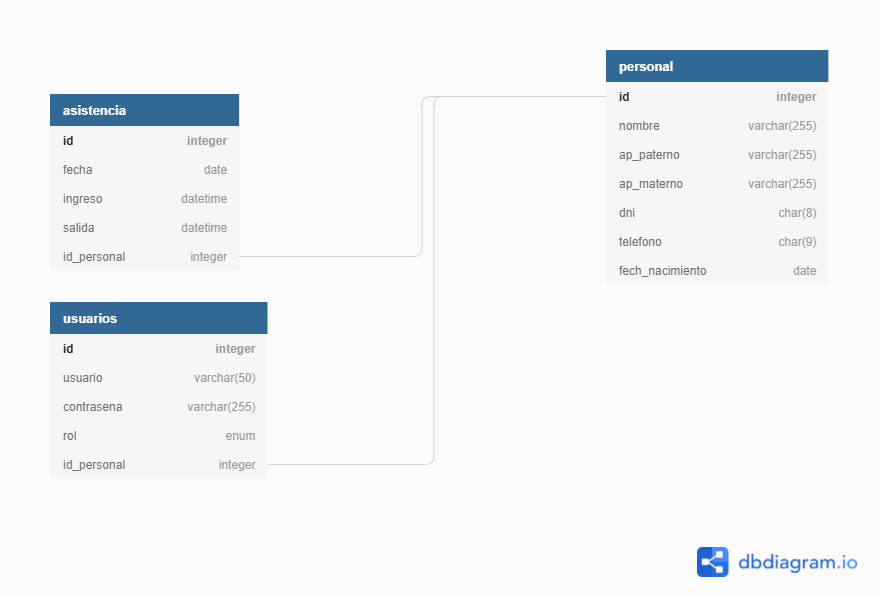 asistencia
id integer
fecha date
ingreso datetime
salida datetime
id_personal integer
usuarios
id integer
usuario varchar(50)
contrasena varchar(255)
rol enum
id_personal integer
personal
id integer
nombre varchar(255)
ap_paterno varchar(255)
ap_materno varchar(255)
dni char(8)
telefono char(9)
fech_nacimiento date
dbdiagram.io